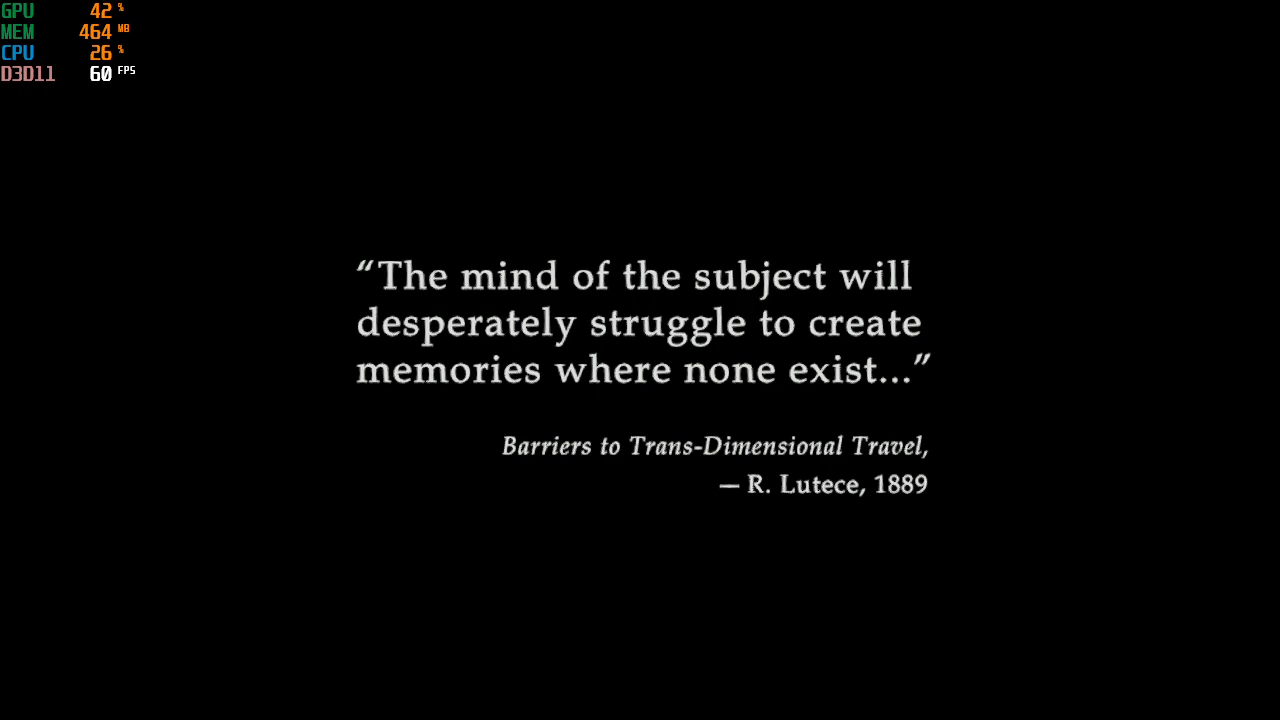 GPU 42 %
MEM 464 MB
CPU 26 %
D3D11 60 FPS
“The mind of the subject will
desperately struggle to create
memories where none exist...”
Barriers to Trans-Dimensional Travel,
— R. Lutece, 1889